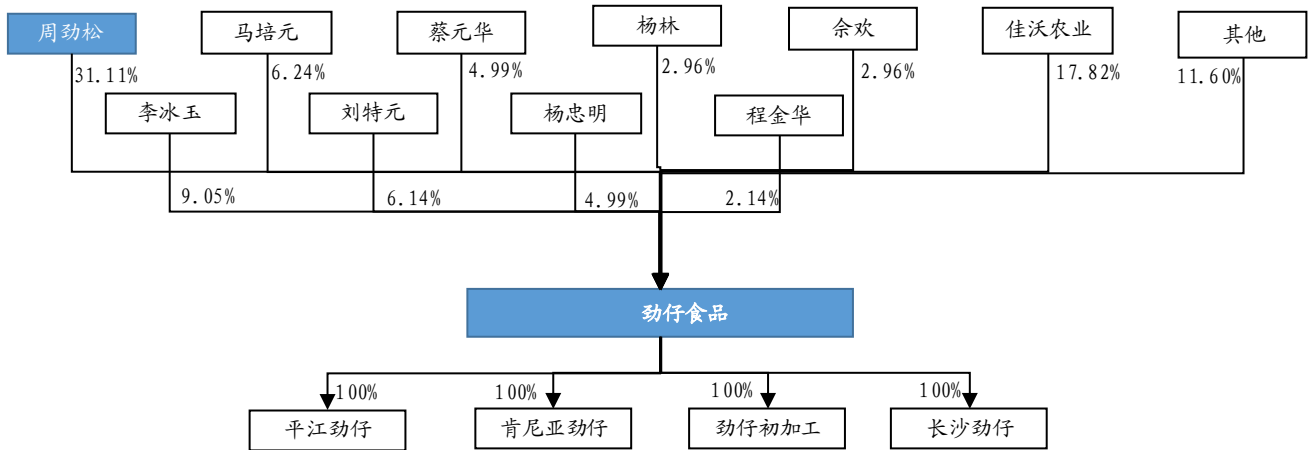 周劲松 马培元 蔡元华 杨林 佘欢 佳沃农业 其他
31.11% 6.24% 4.99% 2.96% 2.96% 17.82% 11.60%
李冰玉 刘特元 杨忠明 程金华
9.05% 6.14% 4.99% 2.14%
劲仔食品
100% 100% 100% 100%
平江劲仔 肯尼亚劲仔 劲仔初加工 长沙劲仔